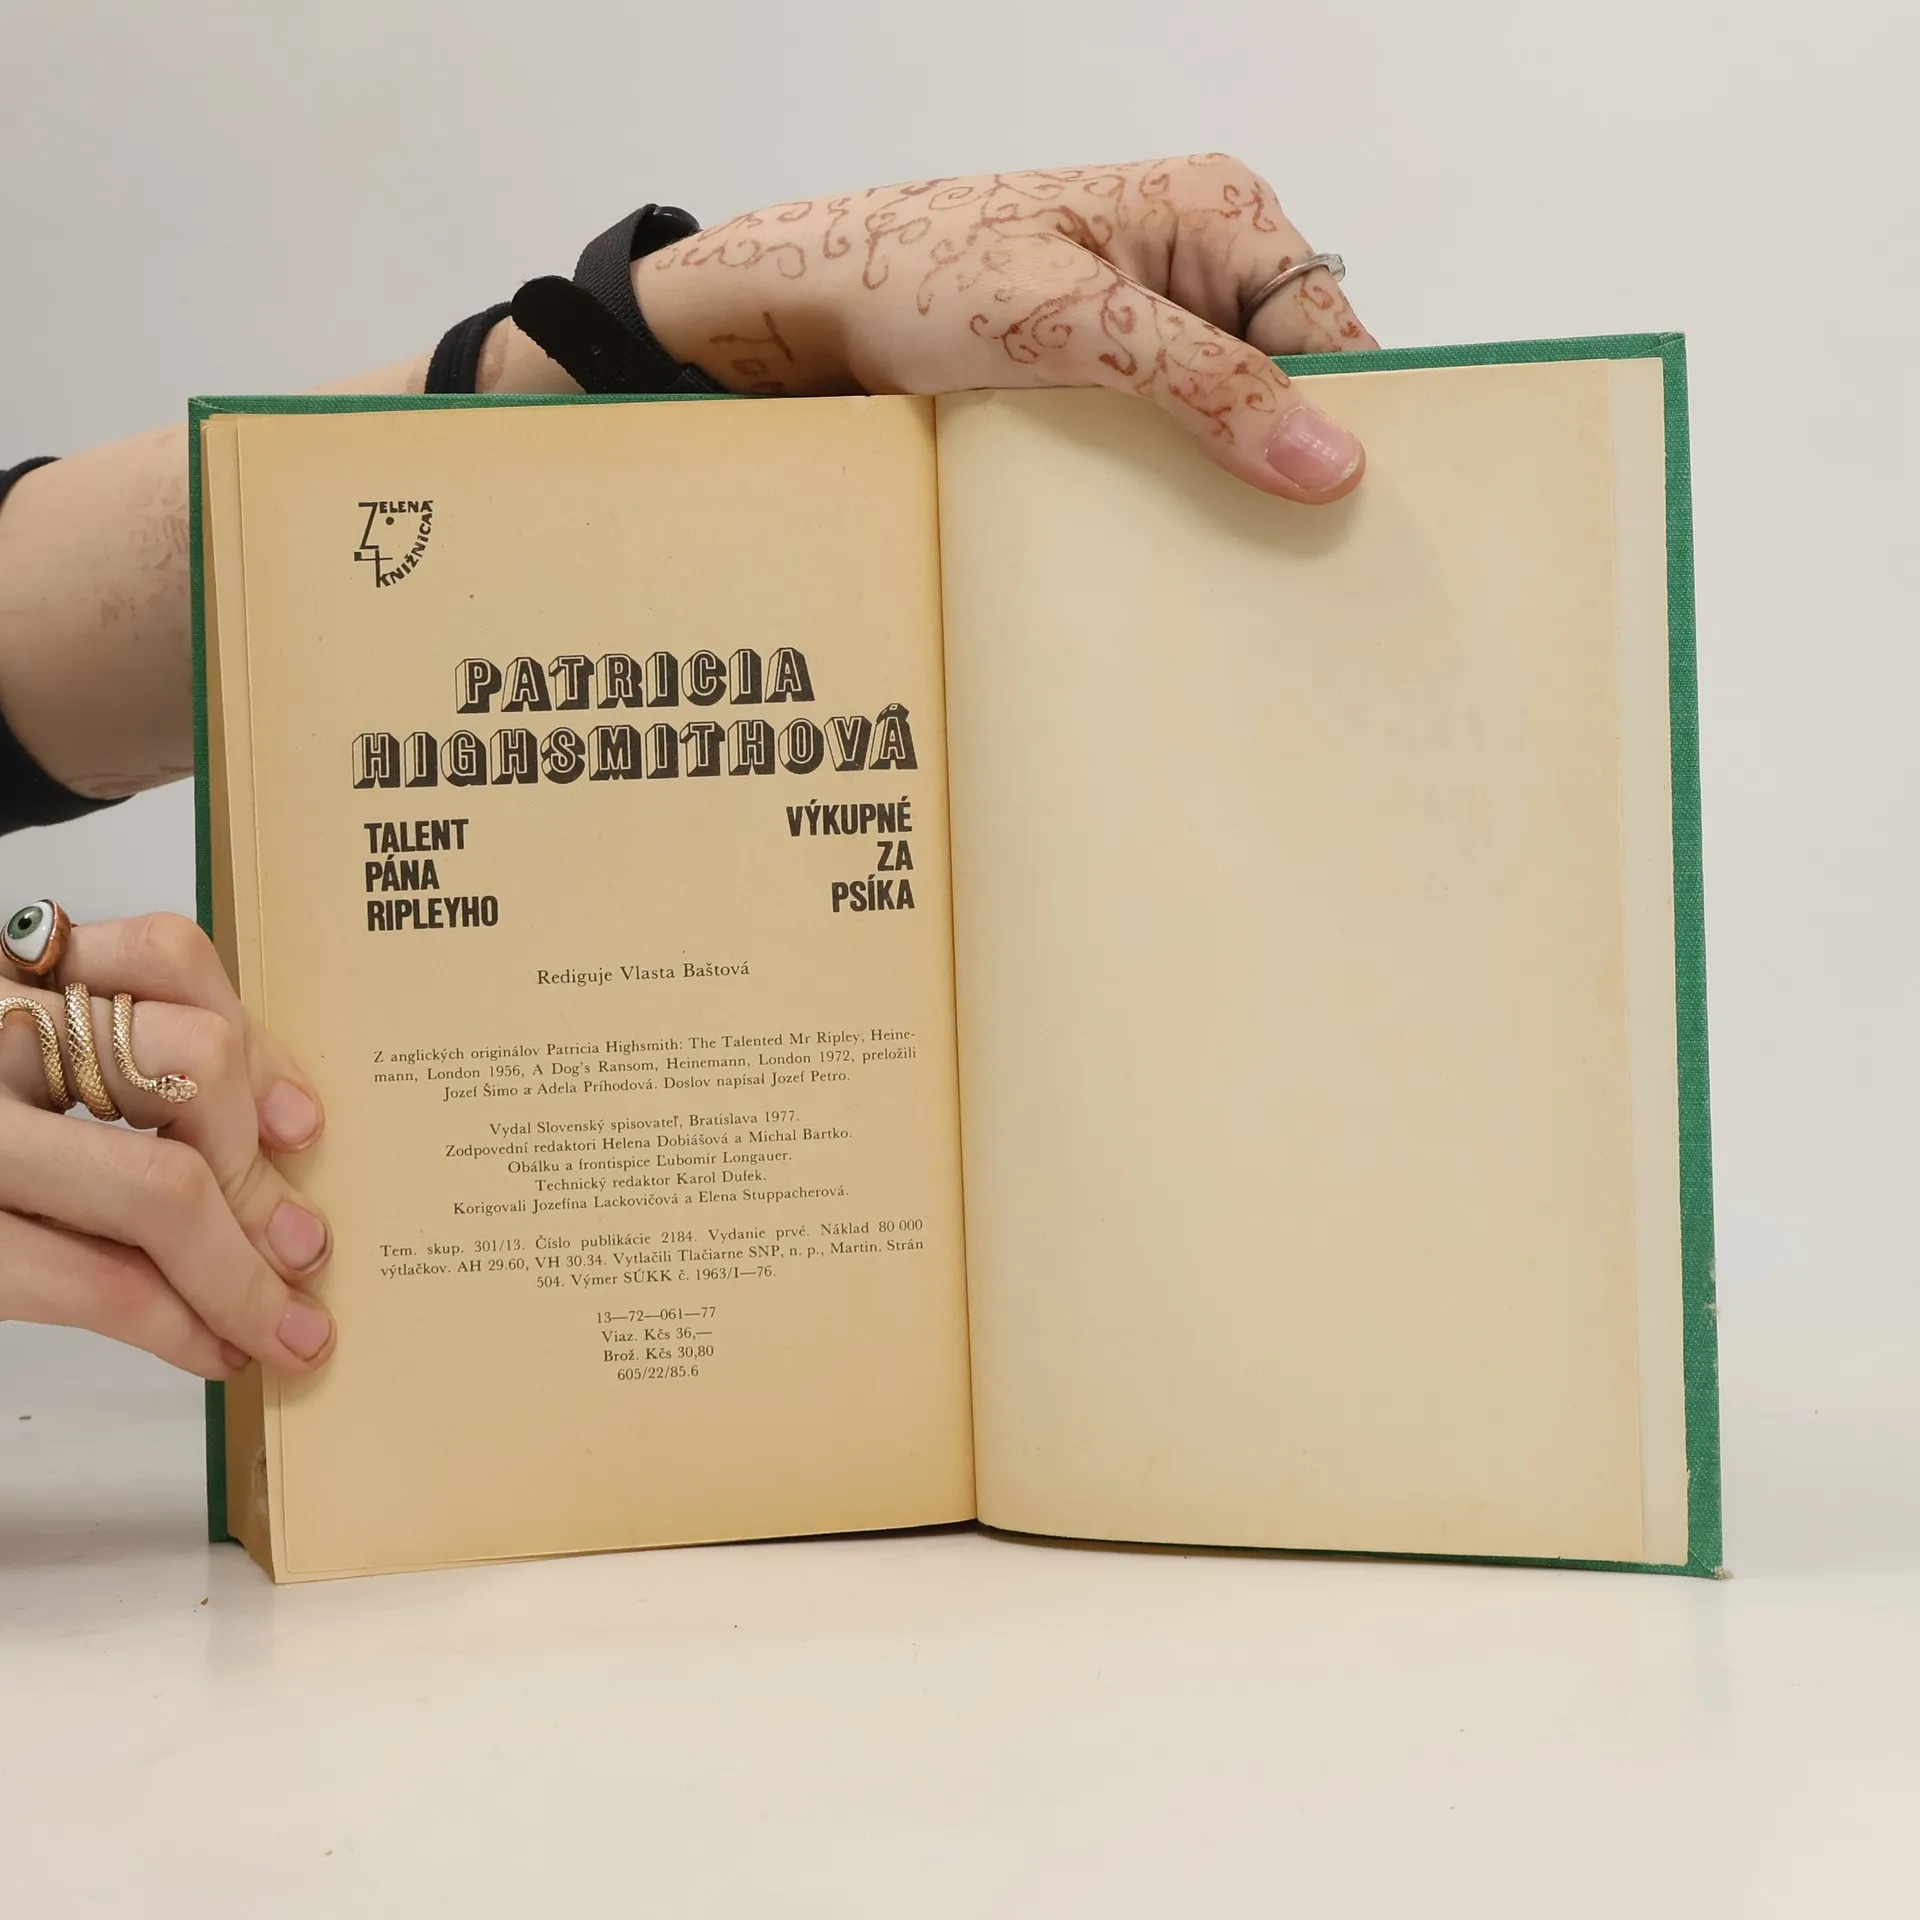 ZELENÁ
KNIŽNICA
PATRICIA
HIGHSMITHOVÁ
TALENT
PÁNA
RIPLEYHO
VÝKUPNÉ
ZA
PSÍKA
Rediguje Vlasta Baštová
Z anglických originálov Patricia Highsmith: The Talented Mr Ripley, Heine-
mann, London 1956, A Dog's Ransom, Heinemann, London 1972, preložili
Jozef Šimo a Adela Príhodová. Doslov napísal Jozef Petro.
Vydal Slovenský spisovateľ, Bratislava 1977.
Zodpovední redaktori Helena Dobiášová a Michal Bartko.
Obálku a frontispice Ľubomír Longauer.
Technický redaktor Karol Dufek.
Korigovali Jozefína Lackovičová a Elena Stuppacherová.
Tem. skup. 301/13. Číslo publikácie 2184. Vydanie prvé. Náklad 80 000
výtlačkov. AH 29.60, VH 30.34. Vytlačili Tlačiarne SNP, n. p., Martin. Strán
504. Výmer SÚKK č. 1963/I—76.
13—72—061—77
Viaz. Kčs 36,—
Brož. Kčs 30,80
605/22/85.6